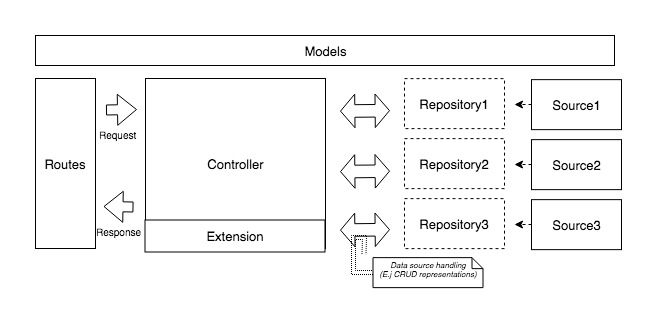 Models
Routes
Request
Response
Controller
Extension
Repository1
Source1
Repository2
Source2
Repository3
Source3
Data source handling
(E.j CRUD representations)